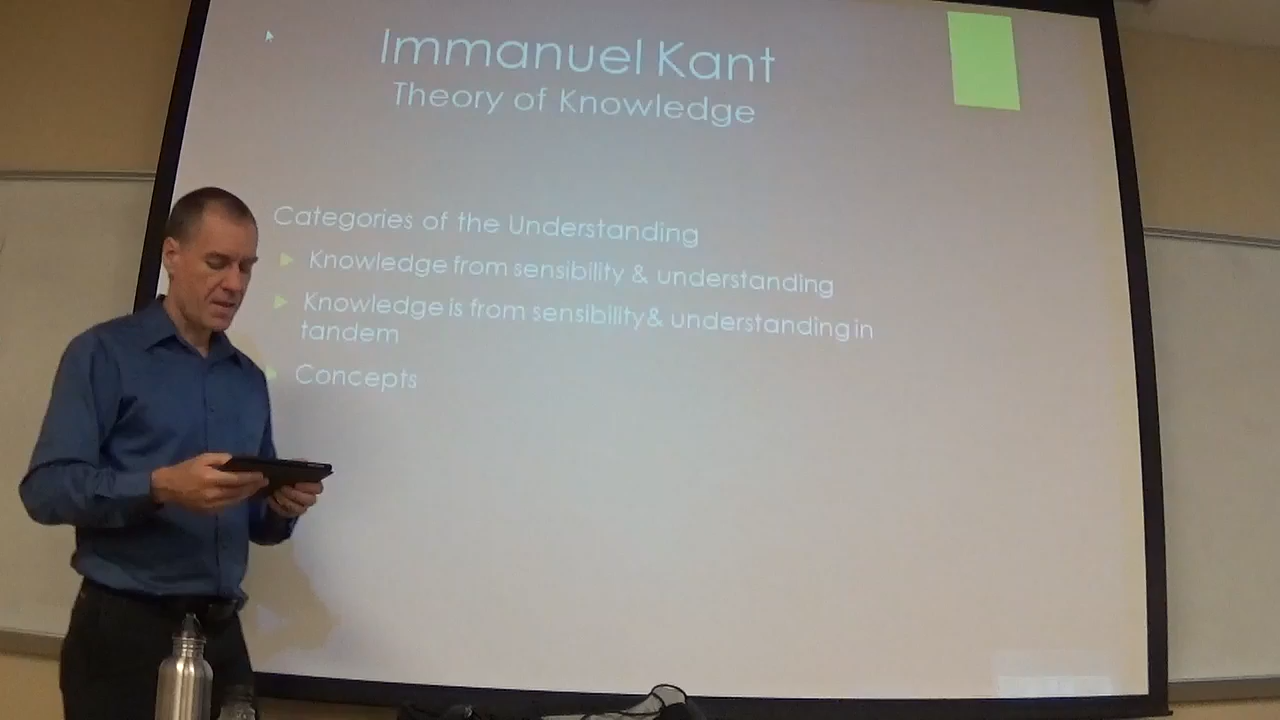 Immanuel Kant
Theory of Knowledge
Categories of the Understanding
Knowledge from sensibility & understanding
Knowledge is from sensibility & understanding in
tandem
Concepts